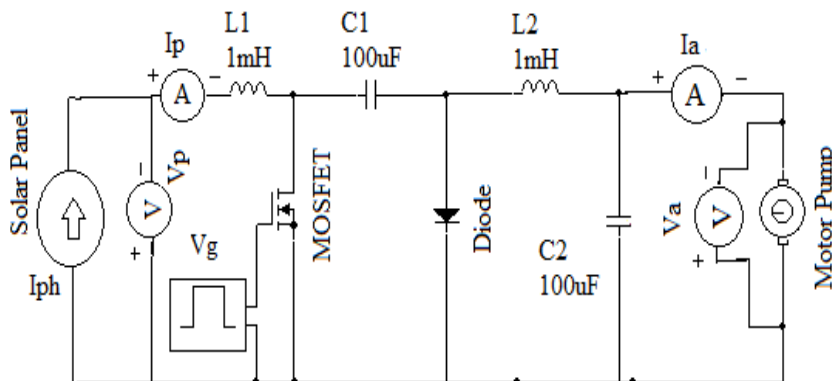 Ip
L1
1mH
C1
100uF
L2
1mH
Ia
+
-
A
+
-
A
Solar Panel
Iph
-
V
+
Vp
Vg
MOSFET
Diode
C2
100uF
Va
-
V
+
Motor Pump